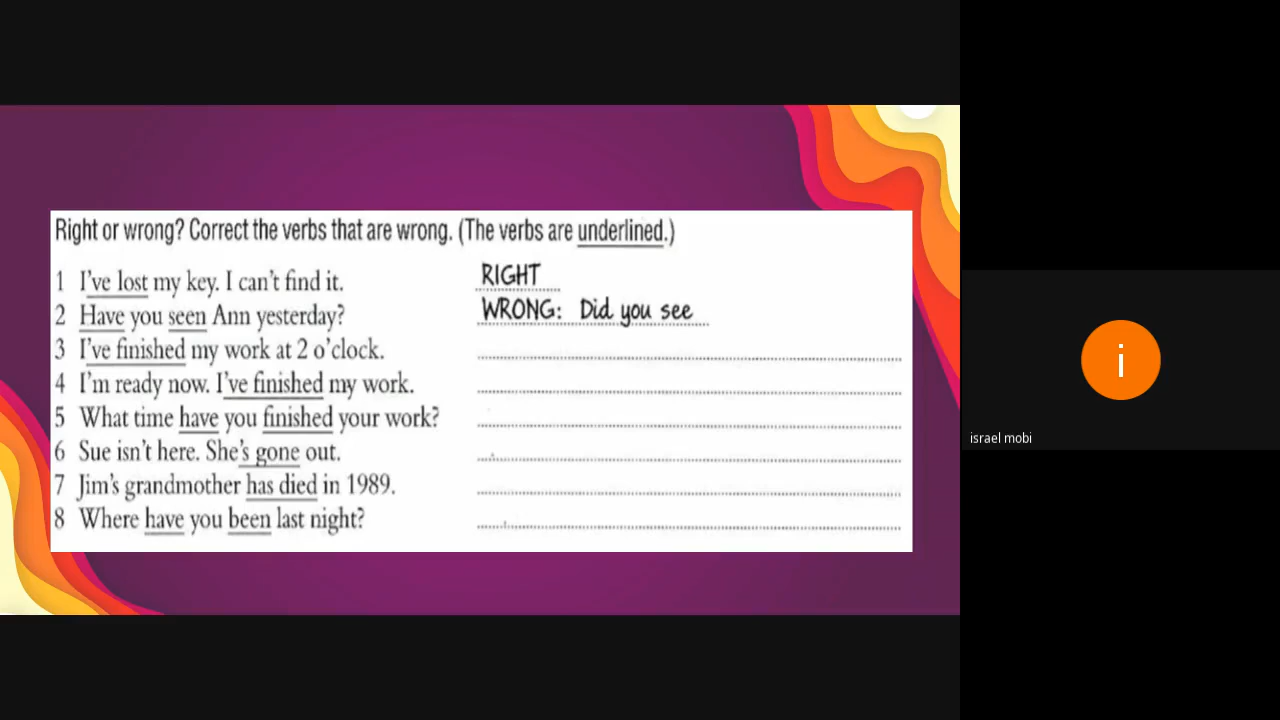 Right or wrong? Correct the verbs that are wrong. (The verbs are underlined.)
1 I've lost my key. I can't find it. RIGHT
2 Have you seen Ann yesterday? WRONG: Did you see
3 I've finished my work at 2 o'clock.
4 I'm ready now. I've finished my work.
5 What time have you finished your work?
6 Sue isn't here. She's gone out.
7 Jim's grandmother has died in 1989.
8 Where have you been last night?
i
israel mobi